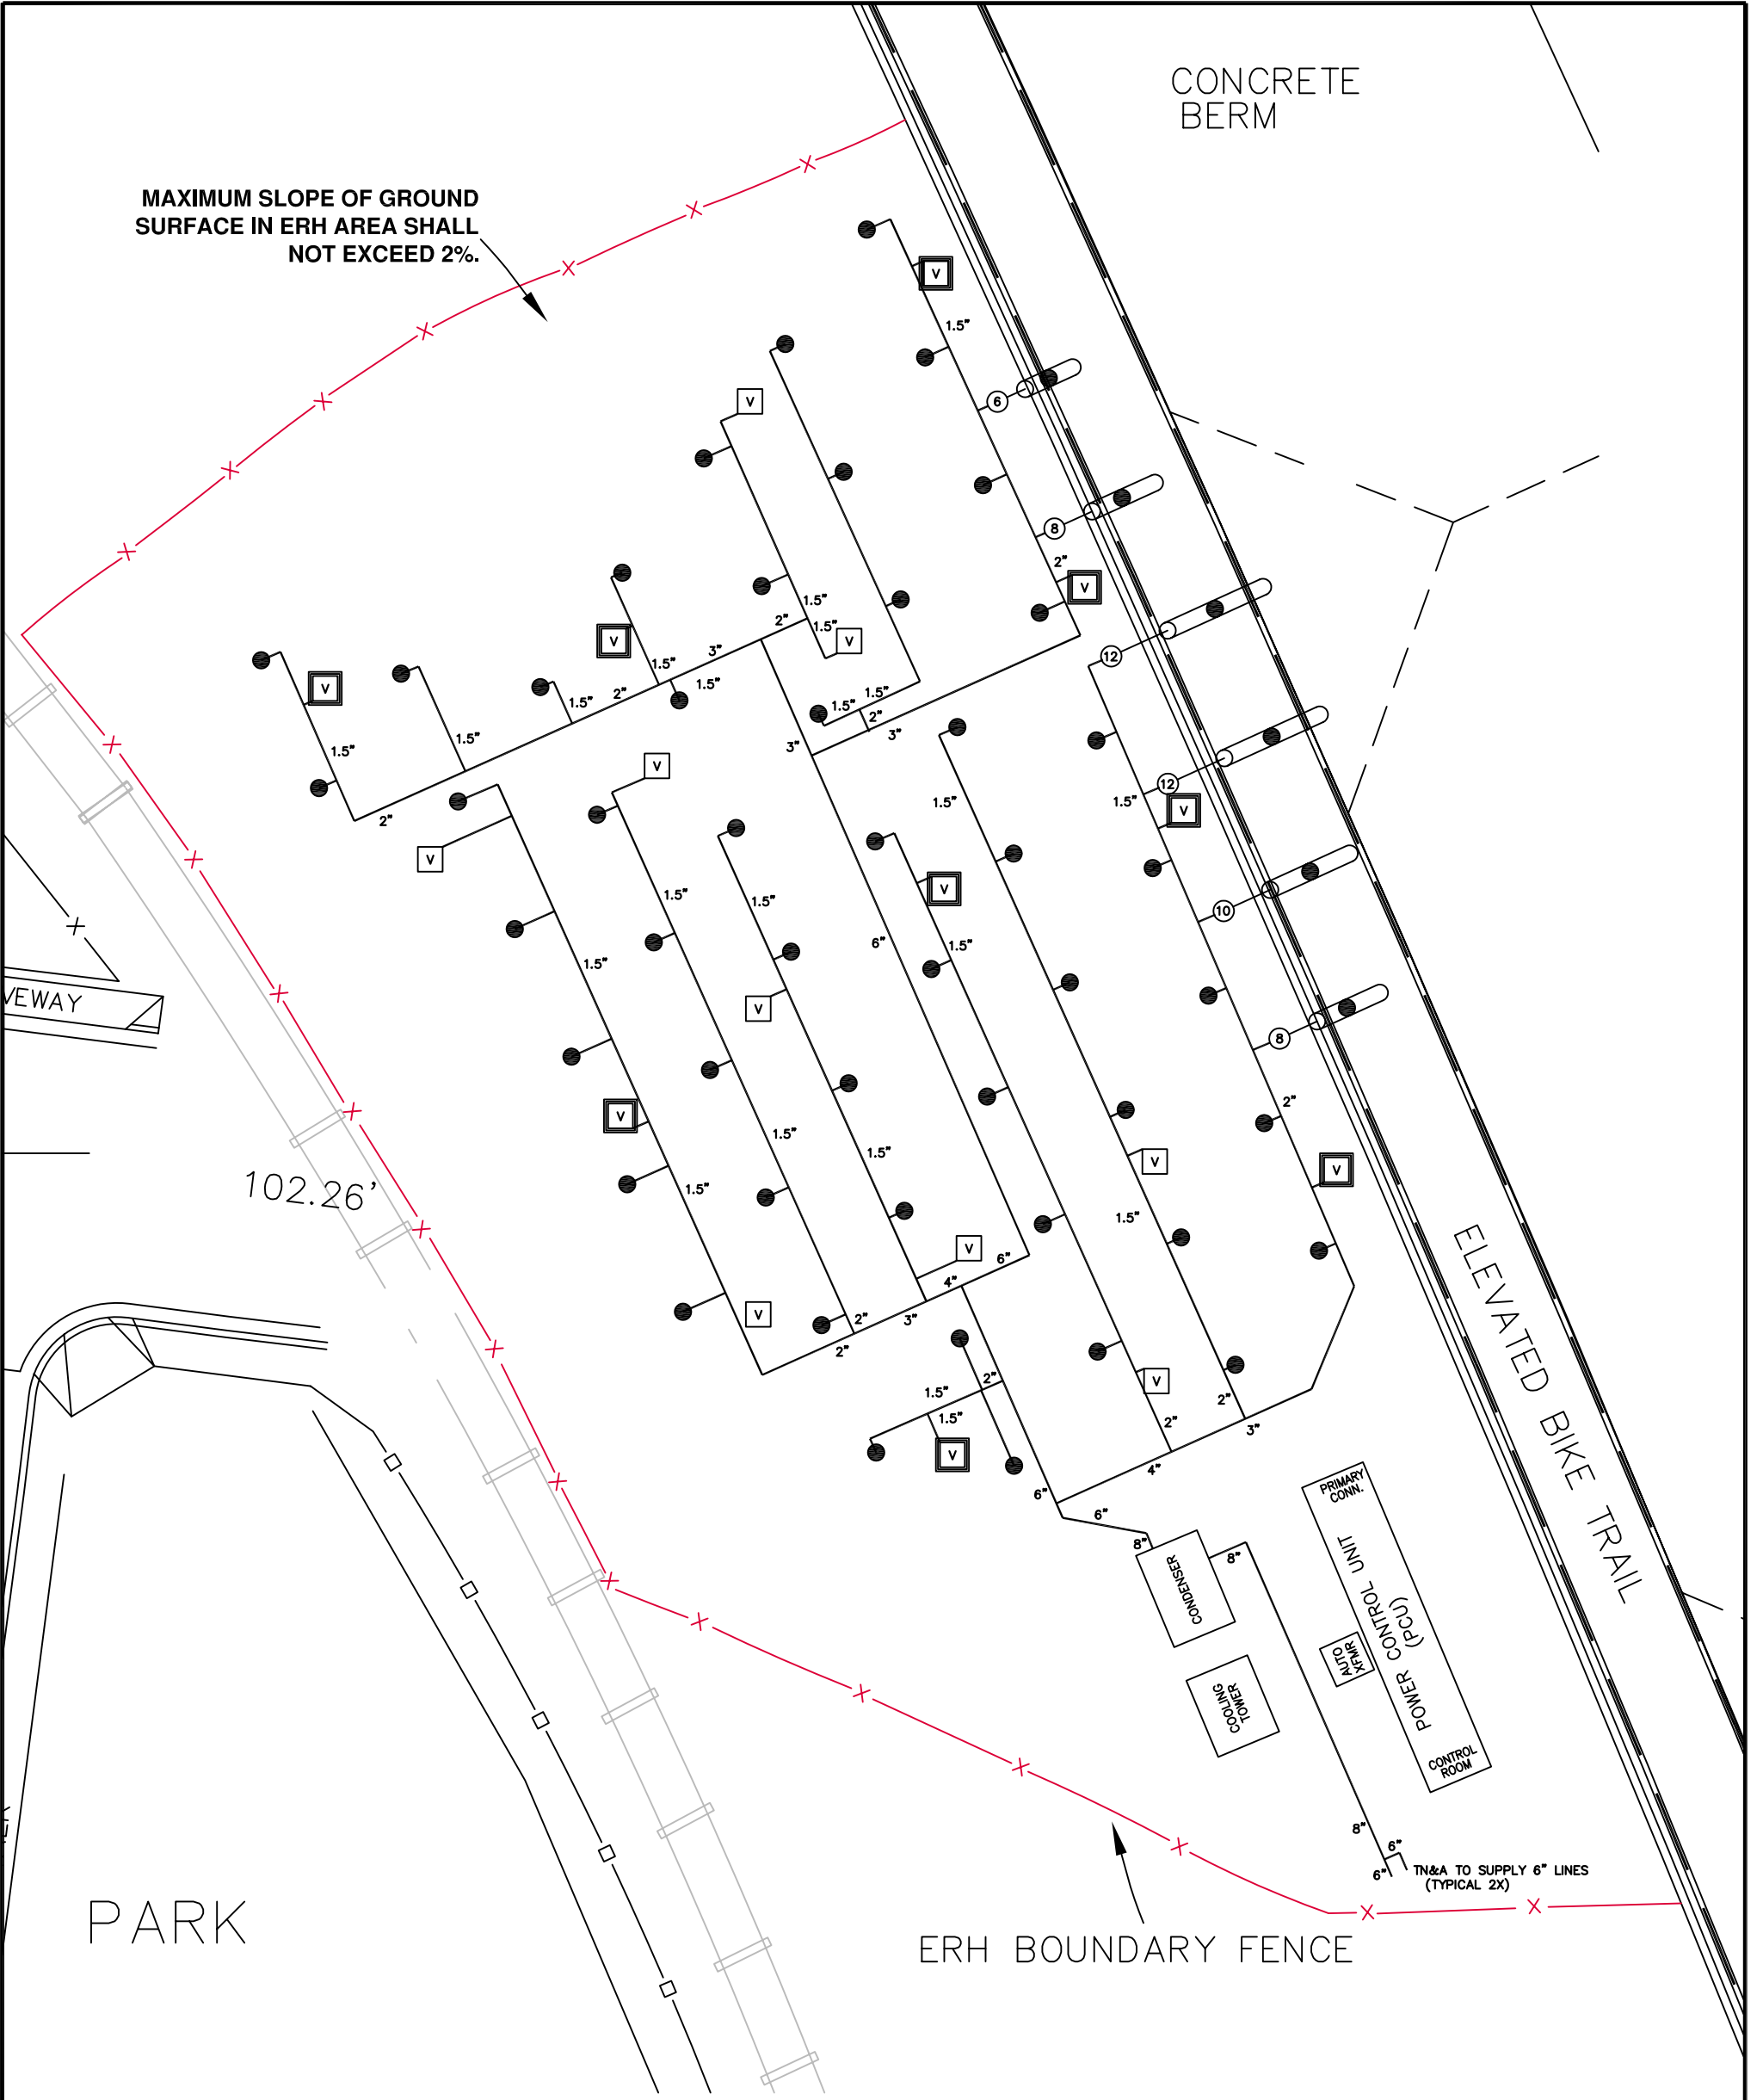 CONCRETE
BERM
MAXIMUM SLOPE OF GROUND
SURFACE IN ERH AREA SHALL
NOT EXCEED 2%.
V
1.5"
6
V
8
2"
V
1.5"
1.5"
2"
V
12
V
3"
1.5"
1.5"
2"
1.5"
V
1.5"
1.5"
1.5"
1.5"
2"
3"
3"
12
V
1.5"
1.5"
2"
V
V
1.5"
1.5"
V
10
6"
1.5"
1.5"
VEWAY
V
8
V
2"
1.5"
1.5"
V
V
102.26'
1.5"
1.5"
V
6"
4"
V
2"
3"
2"
2"
V
1.5"
1.5"
2"
2"
3"
V
4"
6"
6"
8"
8"
ELEVATED BIKE TRAIL
PRIMARY
CONN.
POWER CONTROL UNIT
(PCU)
AUTO
XFMR
CONTROL
ROOM
CONDENSER
COOLING
TOWER
8"
6"
6"
TN&A TO SUPPLY 6" LINES
(TYPICAL 2X)
PARK
ERH BOUNDARY FENCE